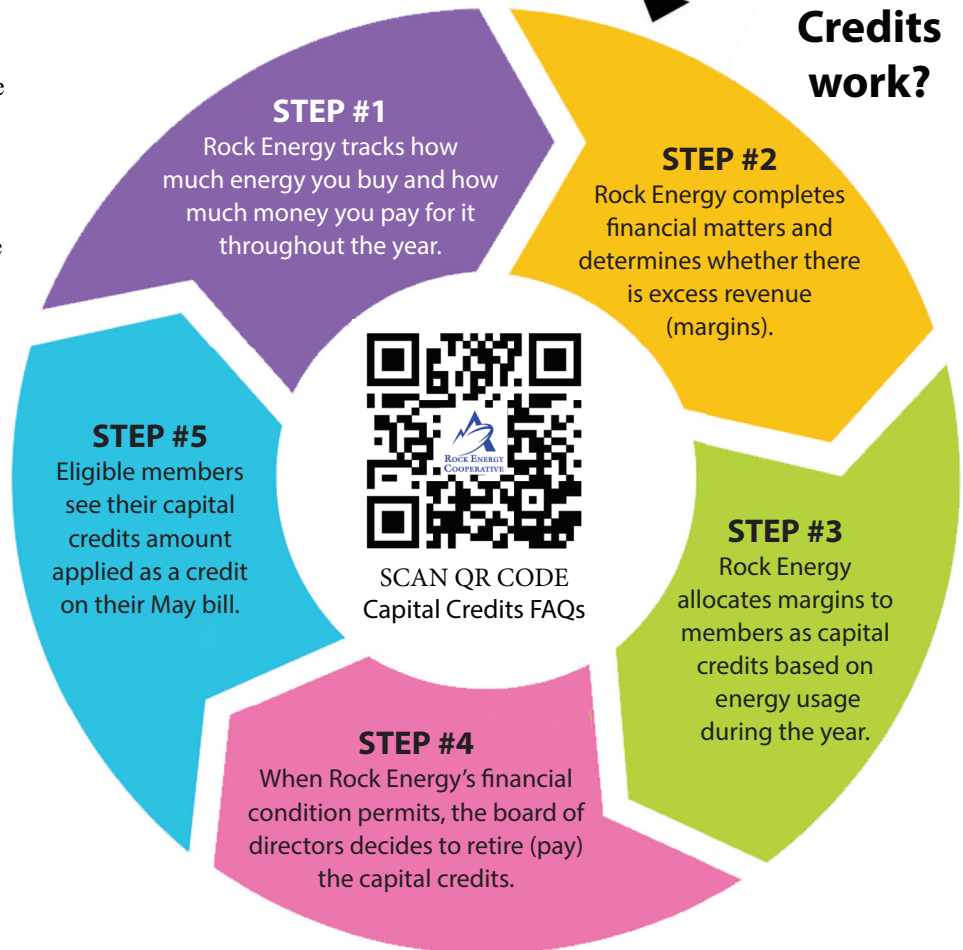 Credits
work?
STEP #1
Rock Energy tracks how
much energy you buy and how
much money you pay for it
throughout the year.
STEP #2
Rock Energy completes
financial matters and
determines whether there
is excess revenue
(margins).
STEP #3
Rock Energy
allocates margins to
members as capital
credits based on
energy usage
during the year.
STEP #4
When Rock Energy's financial
condition permits, the board of
directors decides to retire (pay)
the capital credits.
STEP #5
Eligible members
see their capital
credits amount
applied as a credit
on their May bill.
ROCK ENERGY
COOPERATIVE
SCAN QR CODE
Capital Credits FAQs